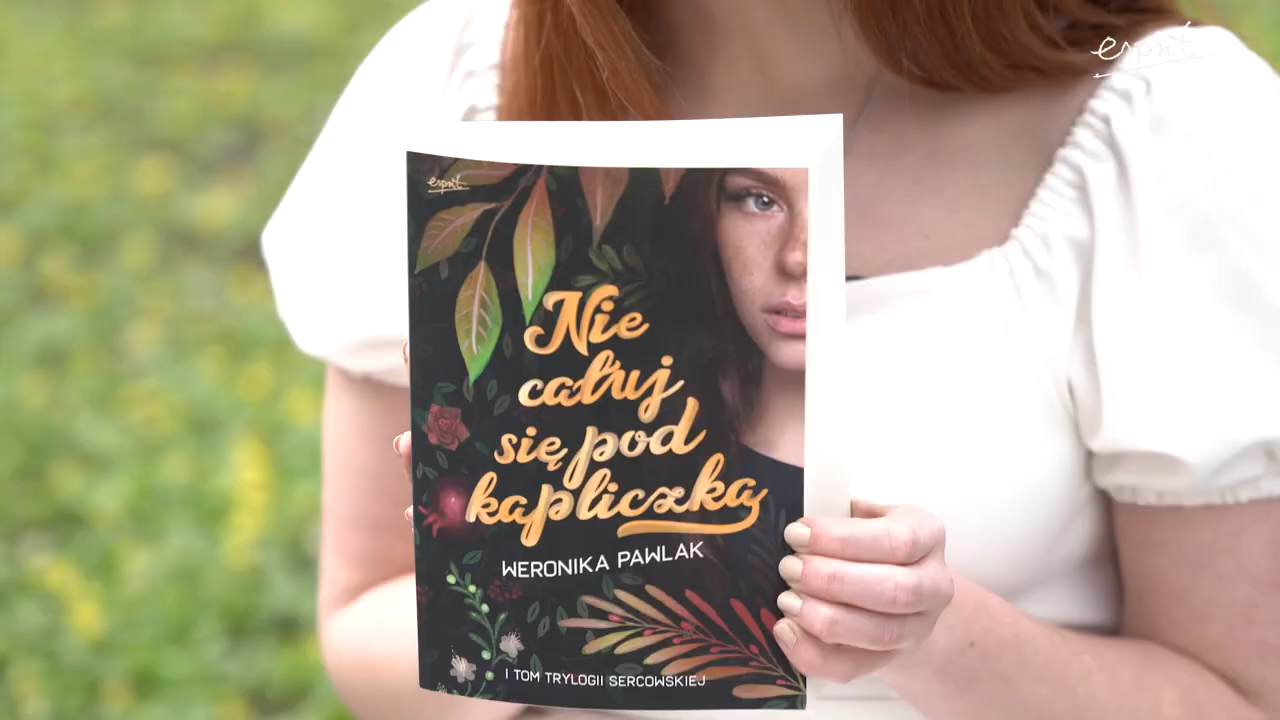 esprit
esprit
Nie
całuj
się pod
kapliczką
WERONIKA PAWLAK
I TOM TRYLOGII SERCOWSKIEJ